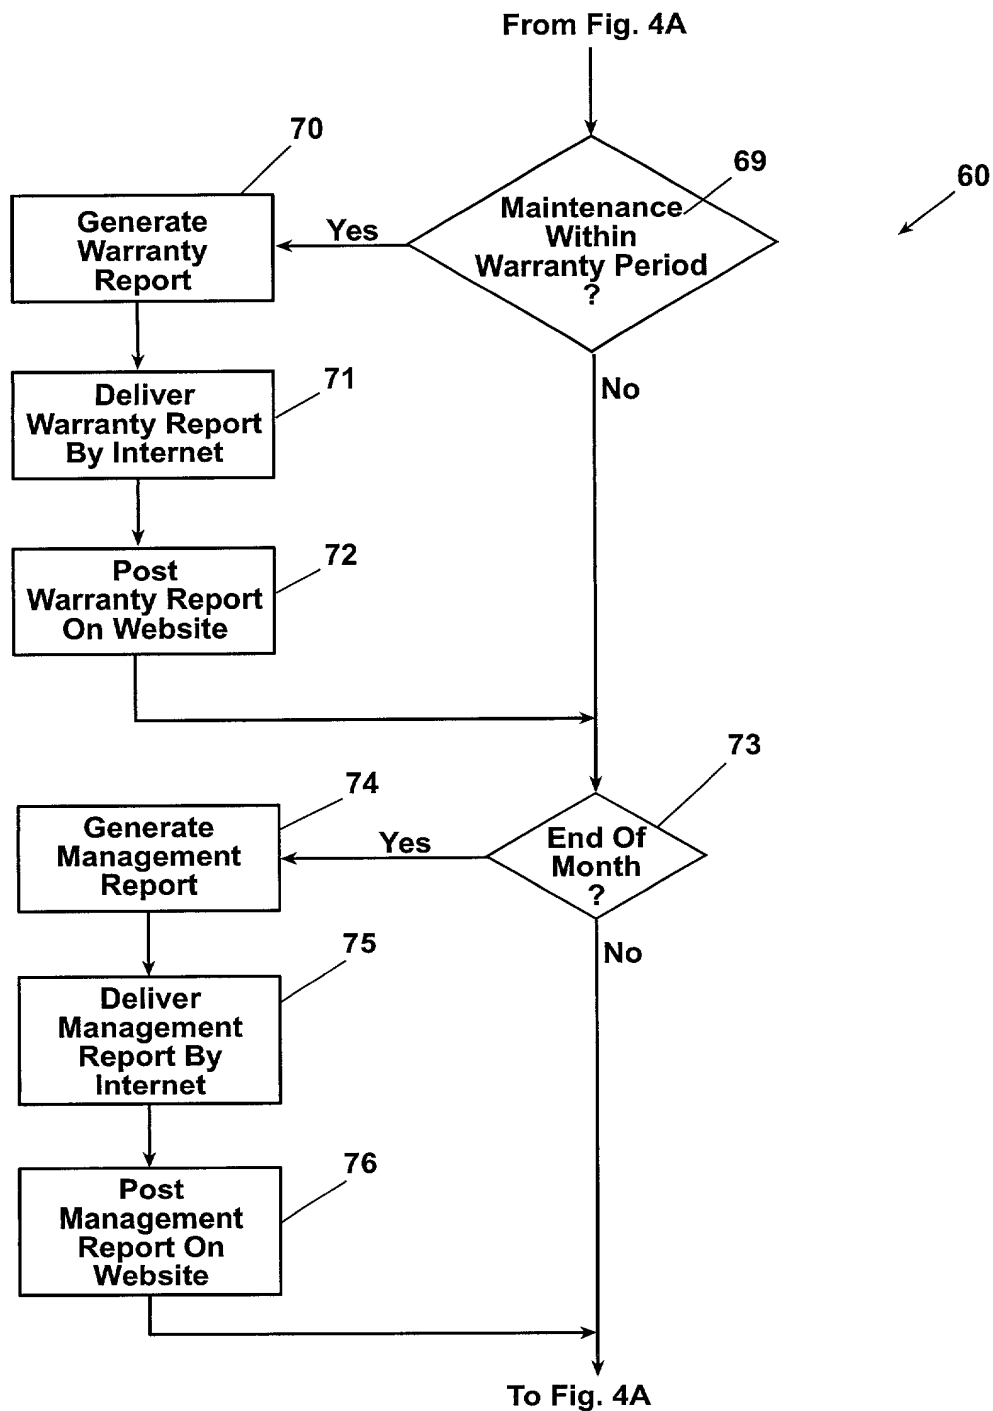 From Fig. 4A
70
69
60
Generate
Warranty
Report
Yes
Maintenance
Within
Warranty Period
?
No
71
Deliver
Warranty Report
By Internet
72
Post
Warranty Report
On Website
73
74
Generate
Management
Report
Yes
End Of
Month
?
No
75
Deliver
Management
Report By
Internet
76
Post
Management
Report On
Website
To Fig. 4A